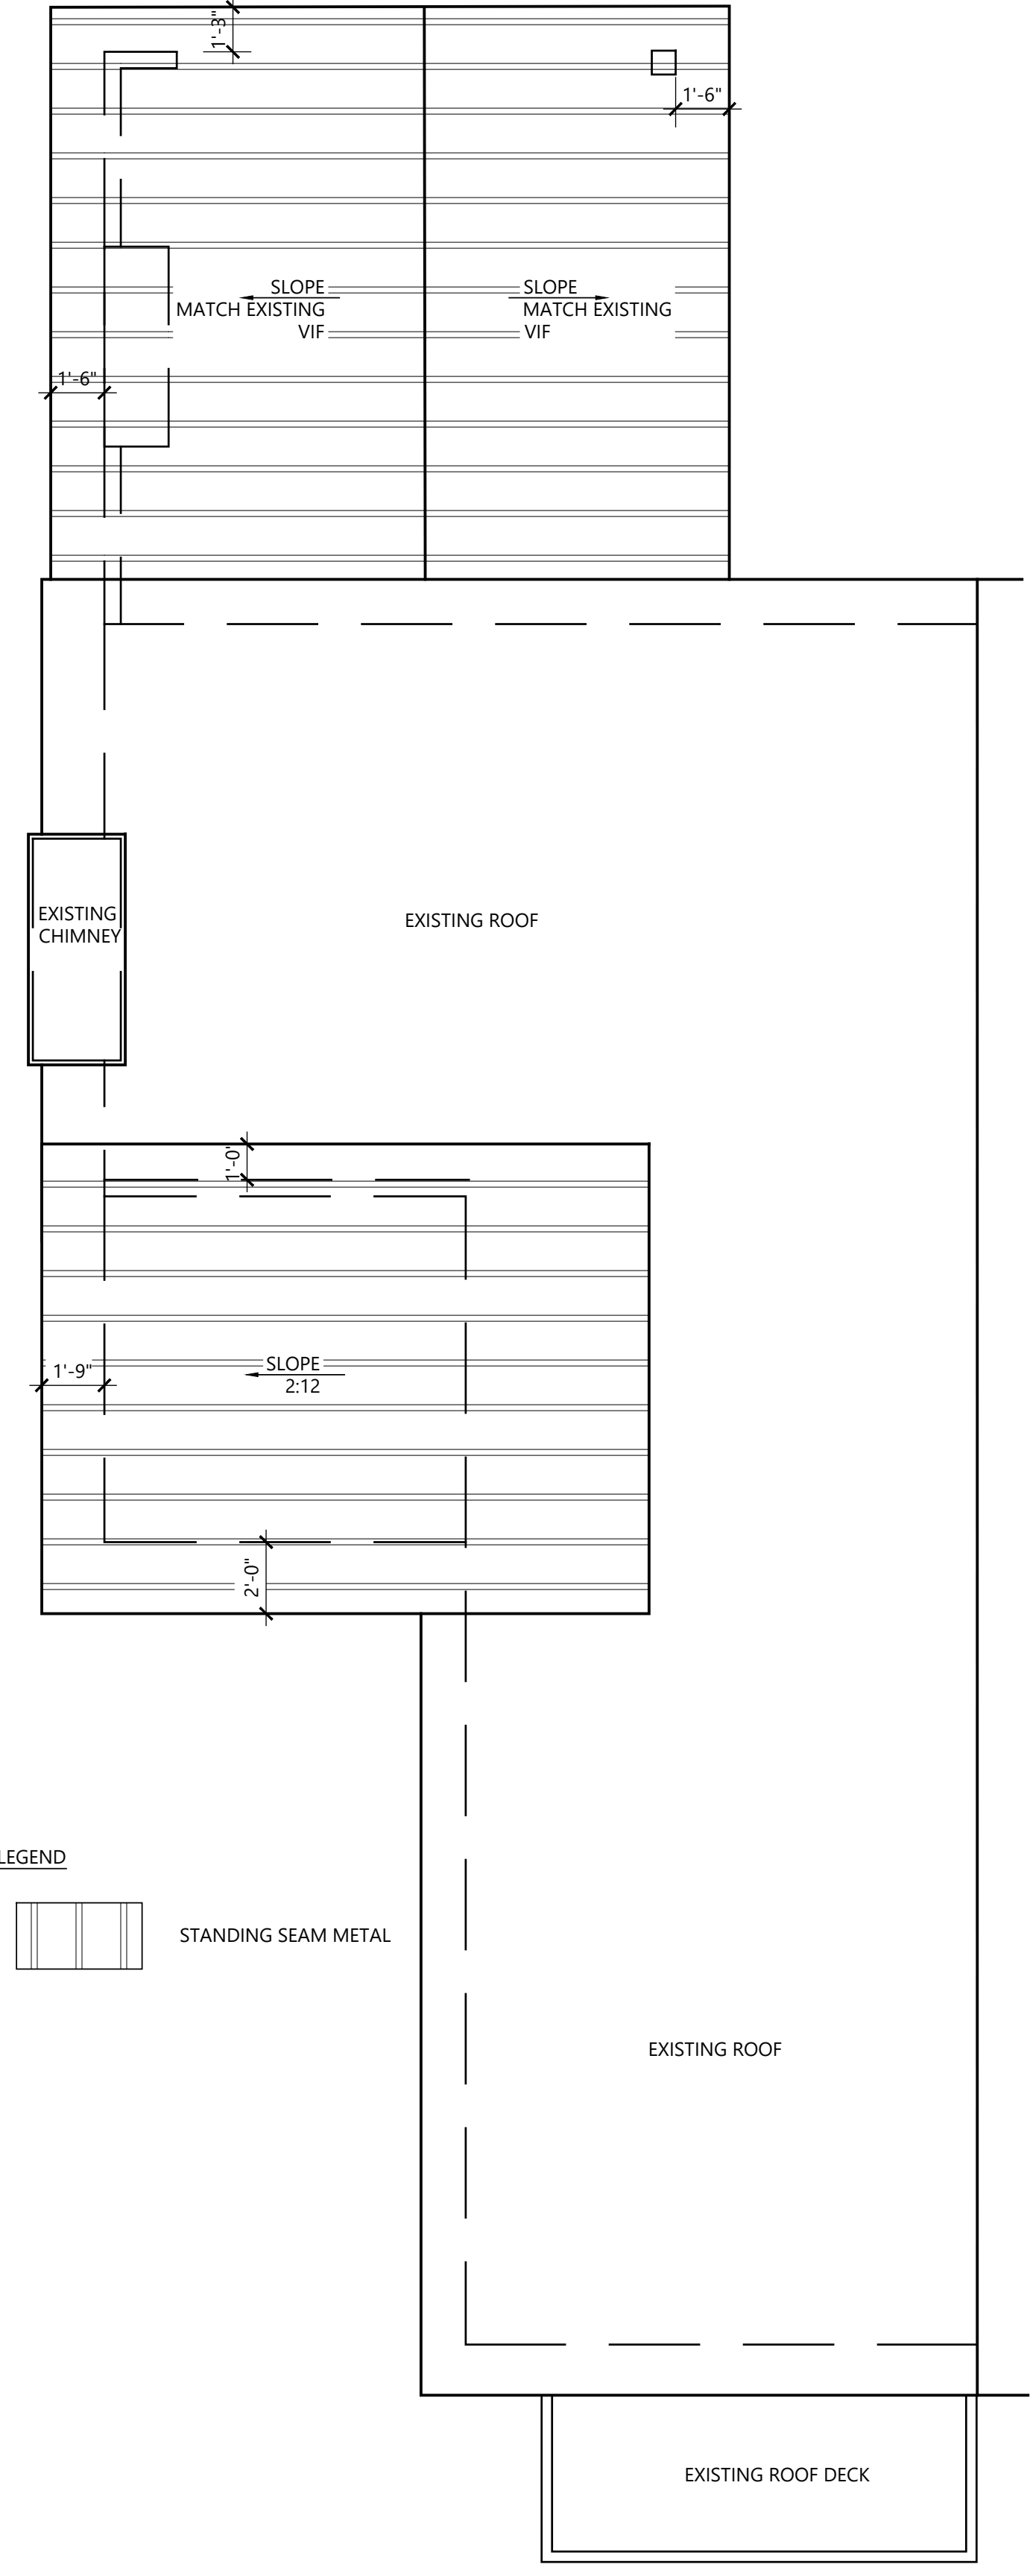 1'-3"
1'-6"
SLOPE
MATCH EXISTING
VIF
SLOPE
MATCH EXISTING
VIF
1'-6"
EXISTING
CHIMNEY
EXISTING ROOF
1'-0'
1'-9"
SLOPE
2:12
2'-0"
LEGEND
STANDING SEAM METAL
EXISTING ROOF
EXISTING ROOF DECK